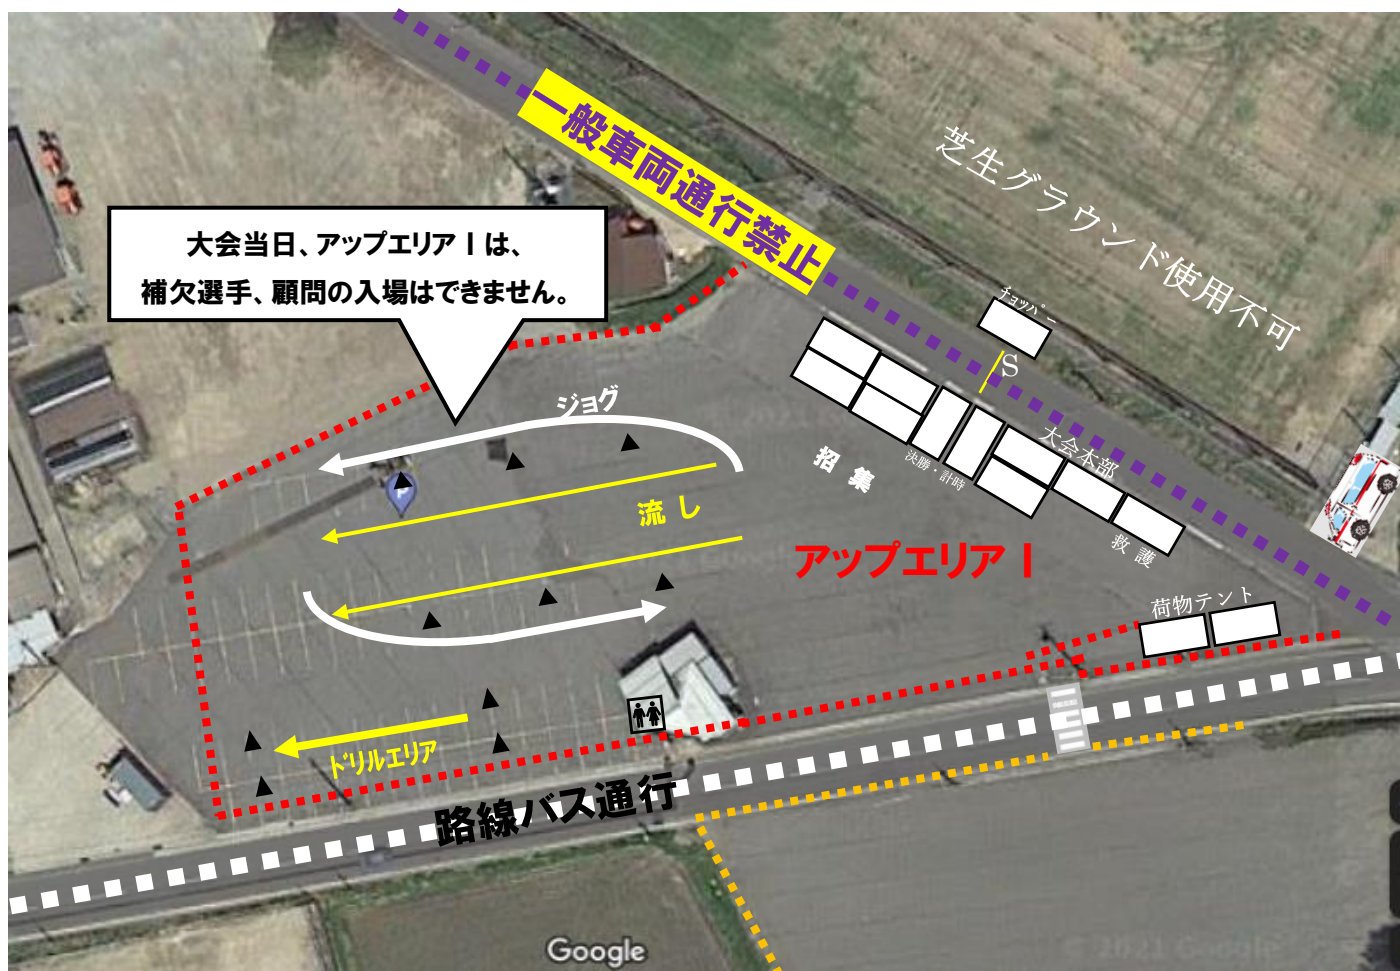 一般車両通行禁止
芝生グラウンド使用不可
大会当日、アップエリアⅠは、
補欠選手、顧問の入場はできません。
チョッパー
S
ジョグ
大会本部
招集
決勝・計時
流し
救護
アップエリアⅠ
荷物テント
ドリルエリア
路線バス通行
Google